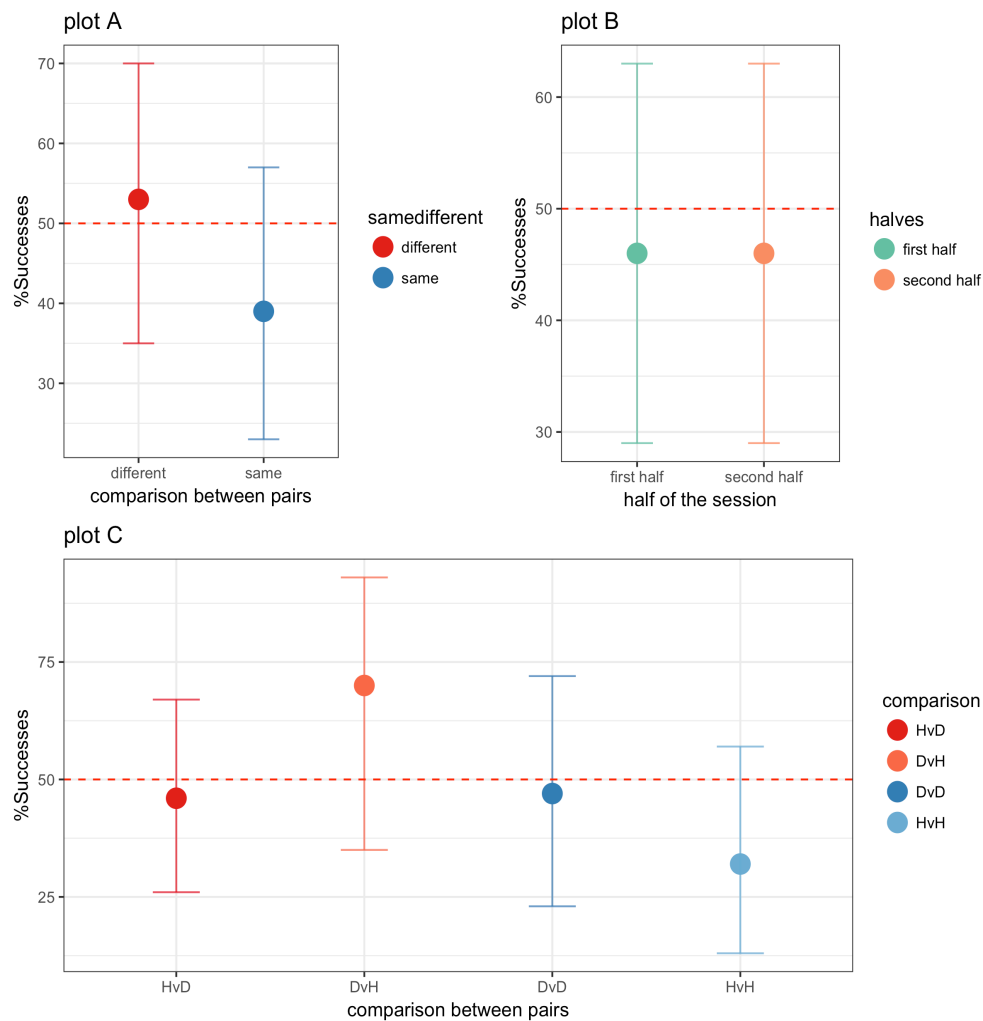 plot A
70
60
50
40
30
%Successes
different
same
comparison between pairs
samedifferent
different
same
plot B
60
50
40
30
%Successes
first half
second half
half of the session
halves
first half
second half
plot C
75
50
25
%Successes
HvD
DvH
DvD
HvH
comparison between pairs
comparison
HvD
DvH
DvD
HvH